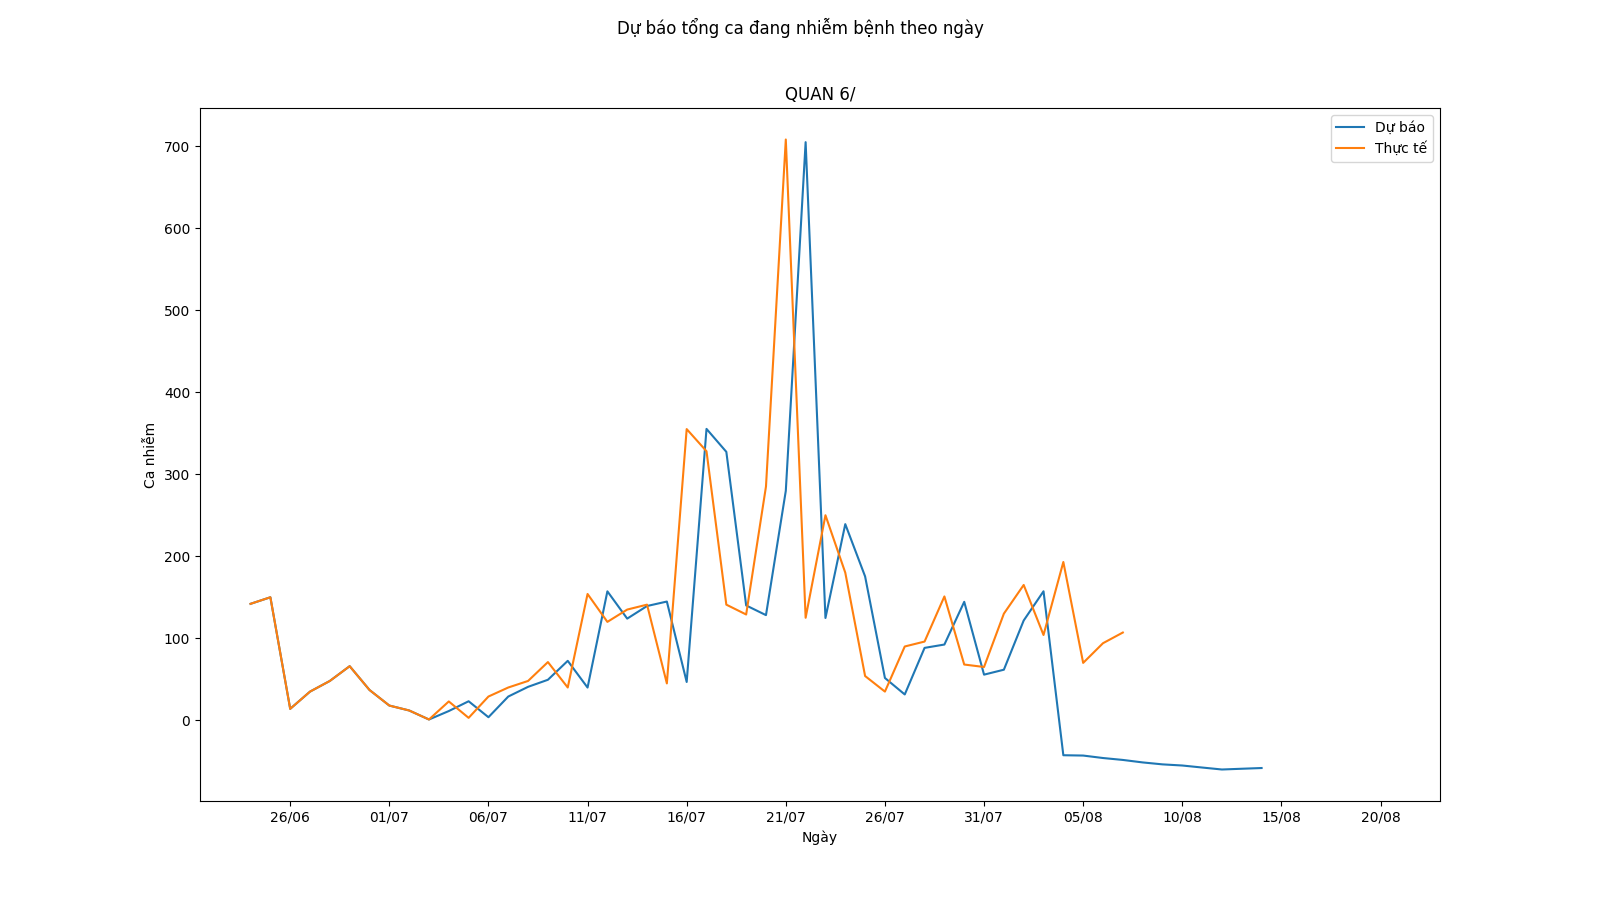 Dự báo tổng ca đang nhiễm bệnh theo ngày
QUAN 6/
Dự báo
Thực tế
700
600
500
400
300
200
100
0
Ca nhiễm
26/06 01/07 06/07 11/07 16/07 21/07 26/07 31/07 05/08 10/08 15/08 20/08
Ngày